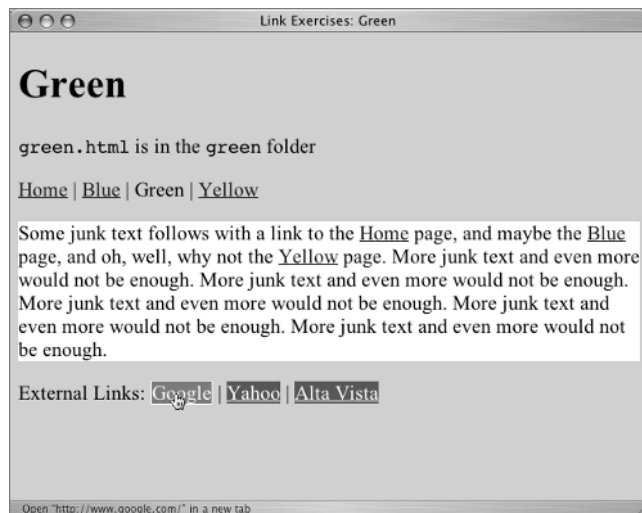 Link Exercises: Green
Green
green.html is in the green folder
Home | Blue | Green | Yellow
Some junk text follows with a link to the Home page, and maybe the Blue
page, and oh, well, why not the Yellow page. More junk text and even more
would not be enough. More junk text and even more would not be enough.
More junk text and even more would not be enough. More junk text and
even more would not be enough. More junk text and even more would not
be enough.
External Links: Google | Yahoo | Alta Vista
Open "http://www.google.com/" in a new tab